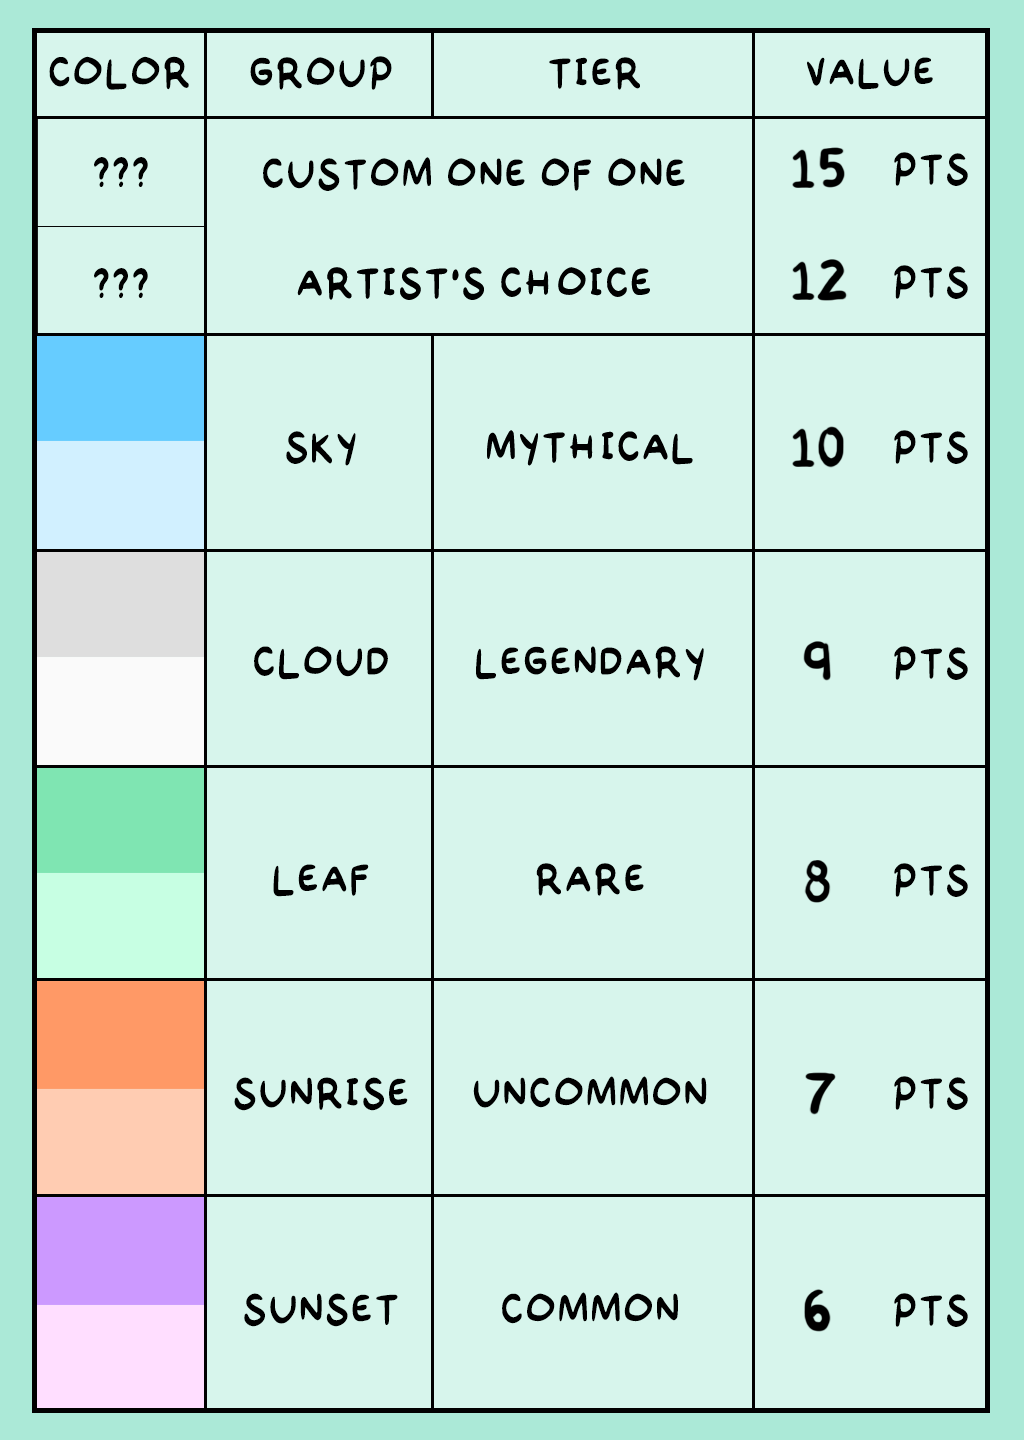 COLOR GROUP TIER VALUE
??? CUSTOM ONE OF ONE 15 PTS
??? ARTIST'S CHOICE 12 PTS
SKY MYTHICAL 10 PTS
CLOUD LEGENDARY 9 PTS
LEAF RARE 8 PTS
SUNRISE UNCOMMON 7 PTS
SUNSET COMMON 6 PTS